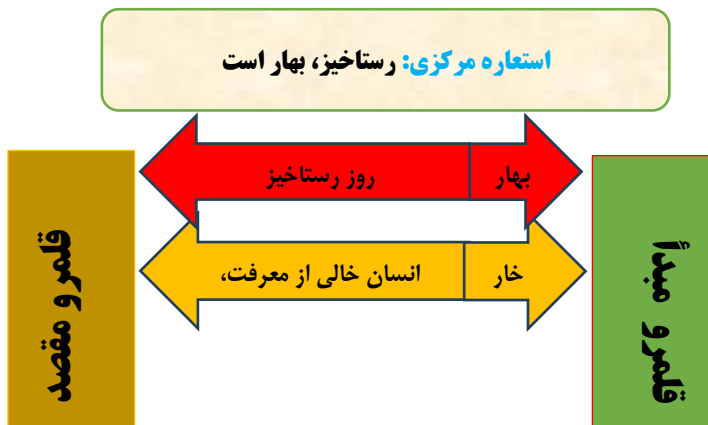 استعاره مرکزی: رستاخیز، بهار است
قلمرو مبدأ
بهار
روز رستاخیز
خار
انسان خالی از معرفت،
قلمرو مقصد